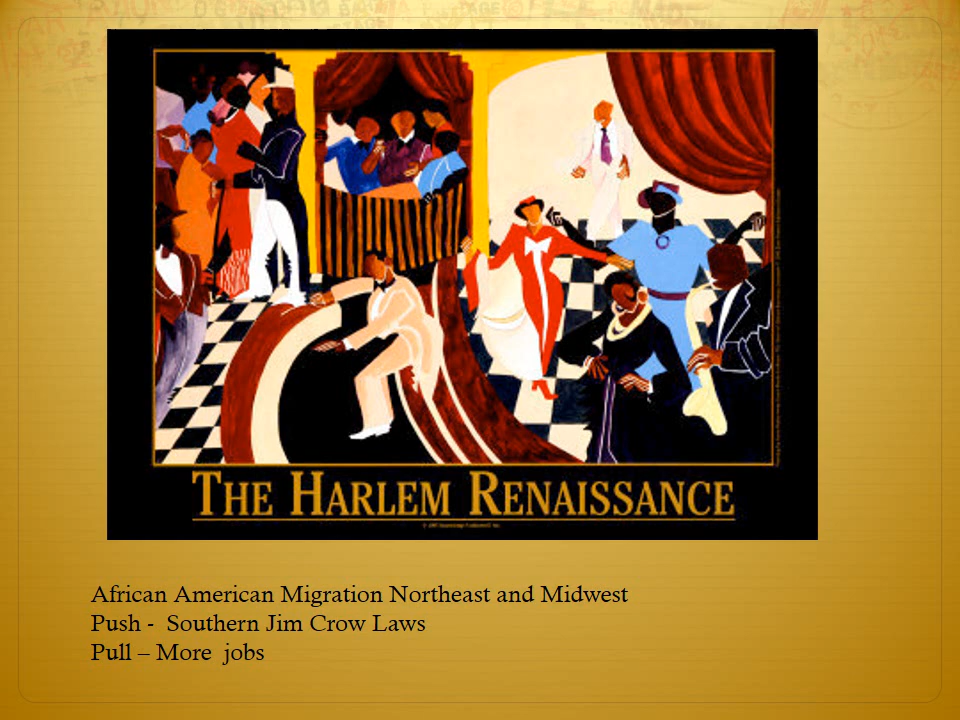 THE HARLEM RENAISSANCE
African American Migration Northeast and Midwest
Push - Southern Jim Crow Laws
Pull – More jobs